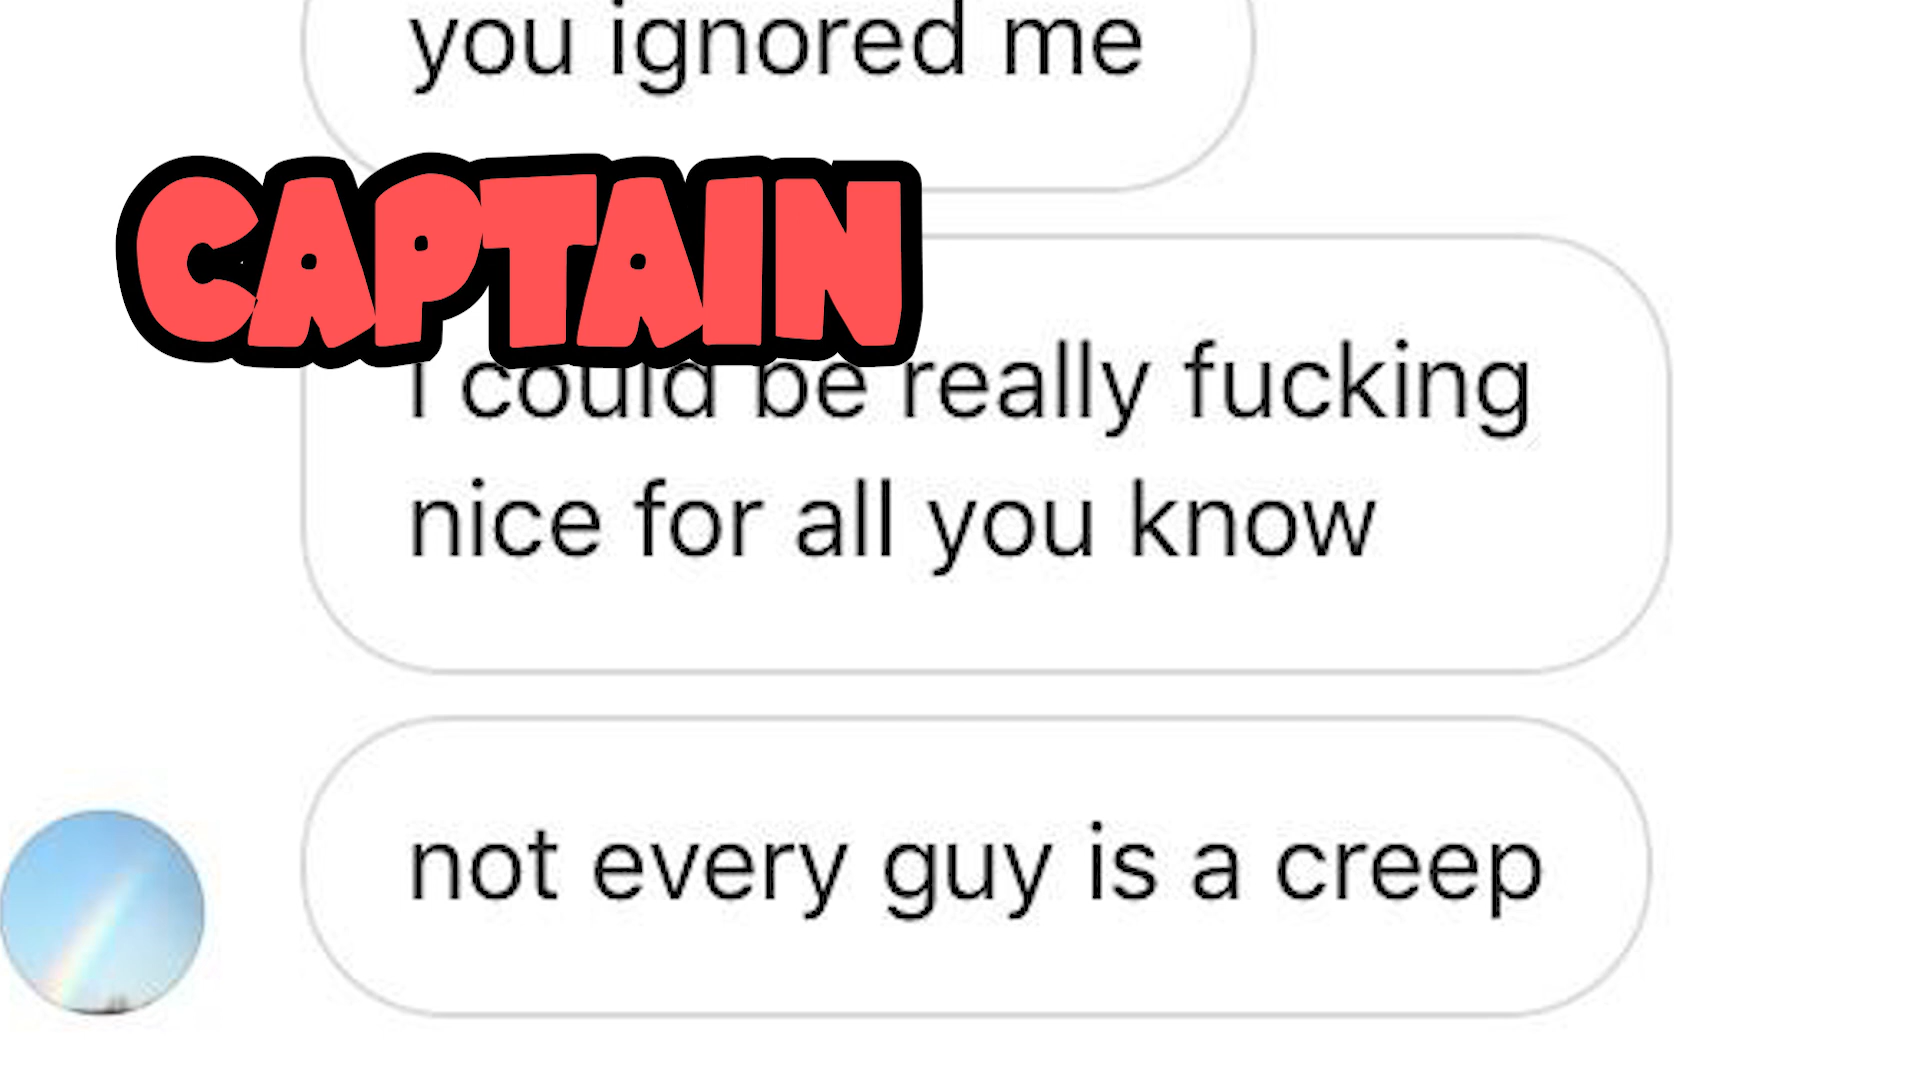 you ignored me
CAPTAIN
I could be really fucking
nice for all you know
not every guy is a creep